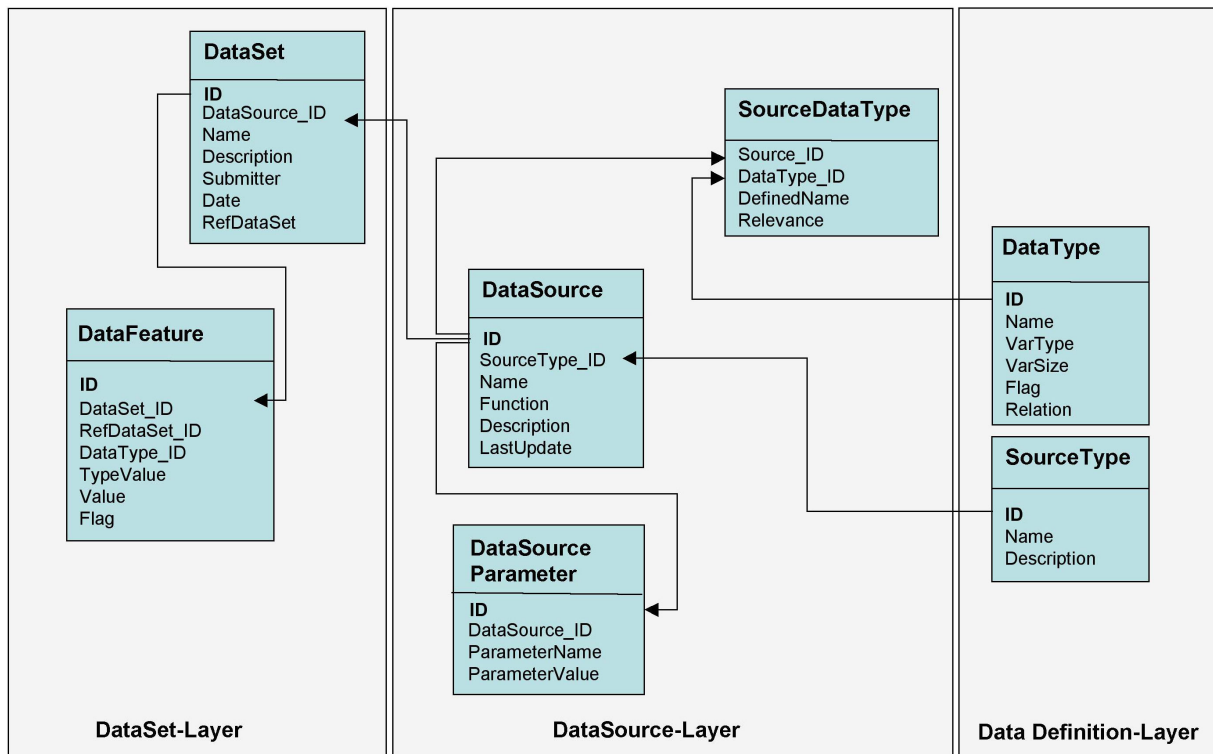 DataSet
ID
DataSource_ID
Name
Description
Submitter
Date
RefDataSet
DataFeature
ID
DataSet_ID
RefDataSet_ID
DataType_ID
TypeValue
Value
Flag
DataSet-Layer
SourceDataType
Source_ID
DataType_ID
DefinedName
Relevance
DataSource
ID
SourceType_ID
Name
Function
Description
LastUpdate
DataSource
Parameter
ID
DataSource_ID
ParameterName
ParameterValue
DataSource-Layer
DataType
ID
Name
VarType
VarSize
Flag
Relation
SourceType
ID
Name
Description
Data Definition-Layer